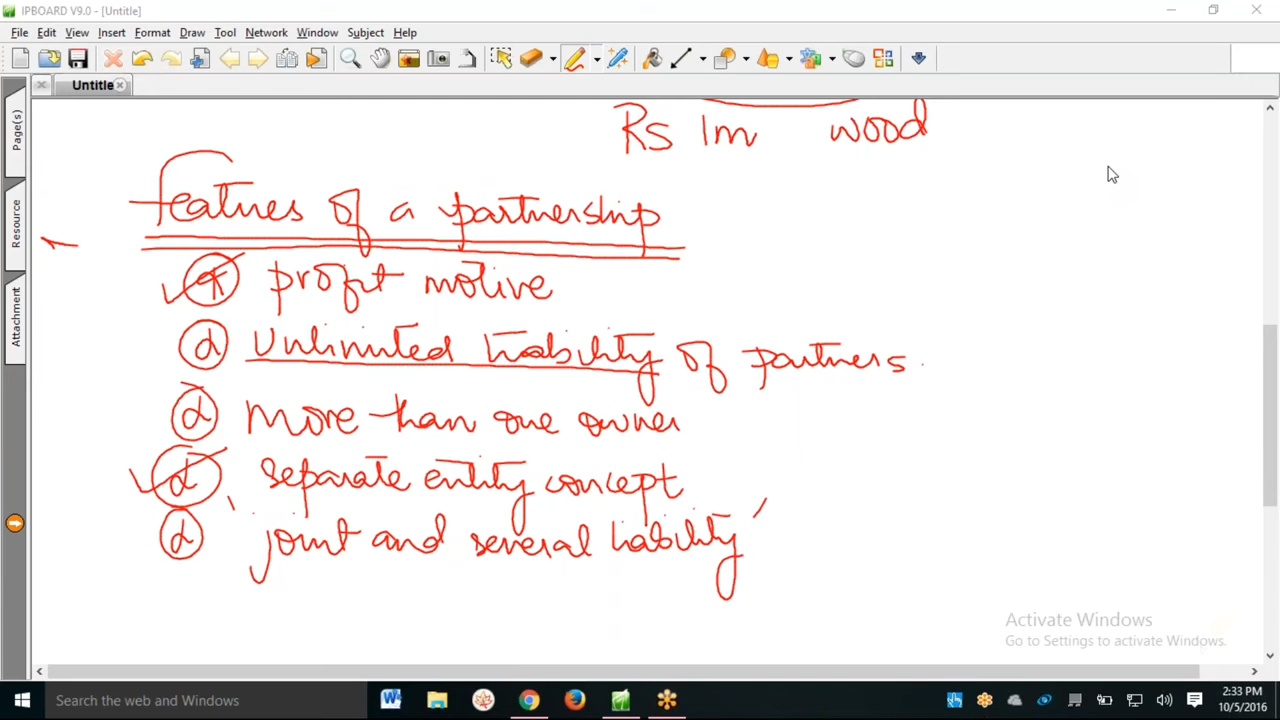 IPBOARD V9.0 - [Untitle]
File Edit View Insert Format Draw Tool Network Window Subject Help
Untitle
Page(s)
Resource
Attachment
Rs 1m wood
features of a partnership
profit motive
Unlimited liability of partners
more than one owner
separate entity concept
'joint and several liability'
Activate Windows
Go to Settings to activate Windows.
Search the web and Windows
2:33 PM
10/5/2016